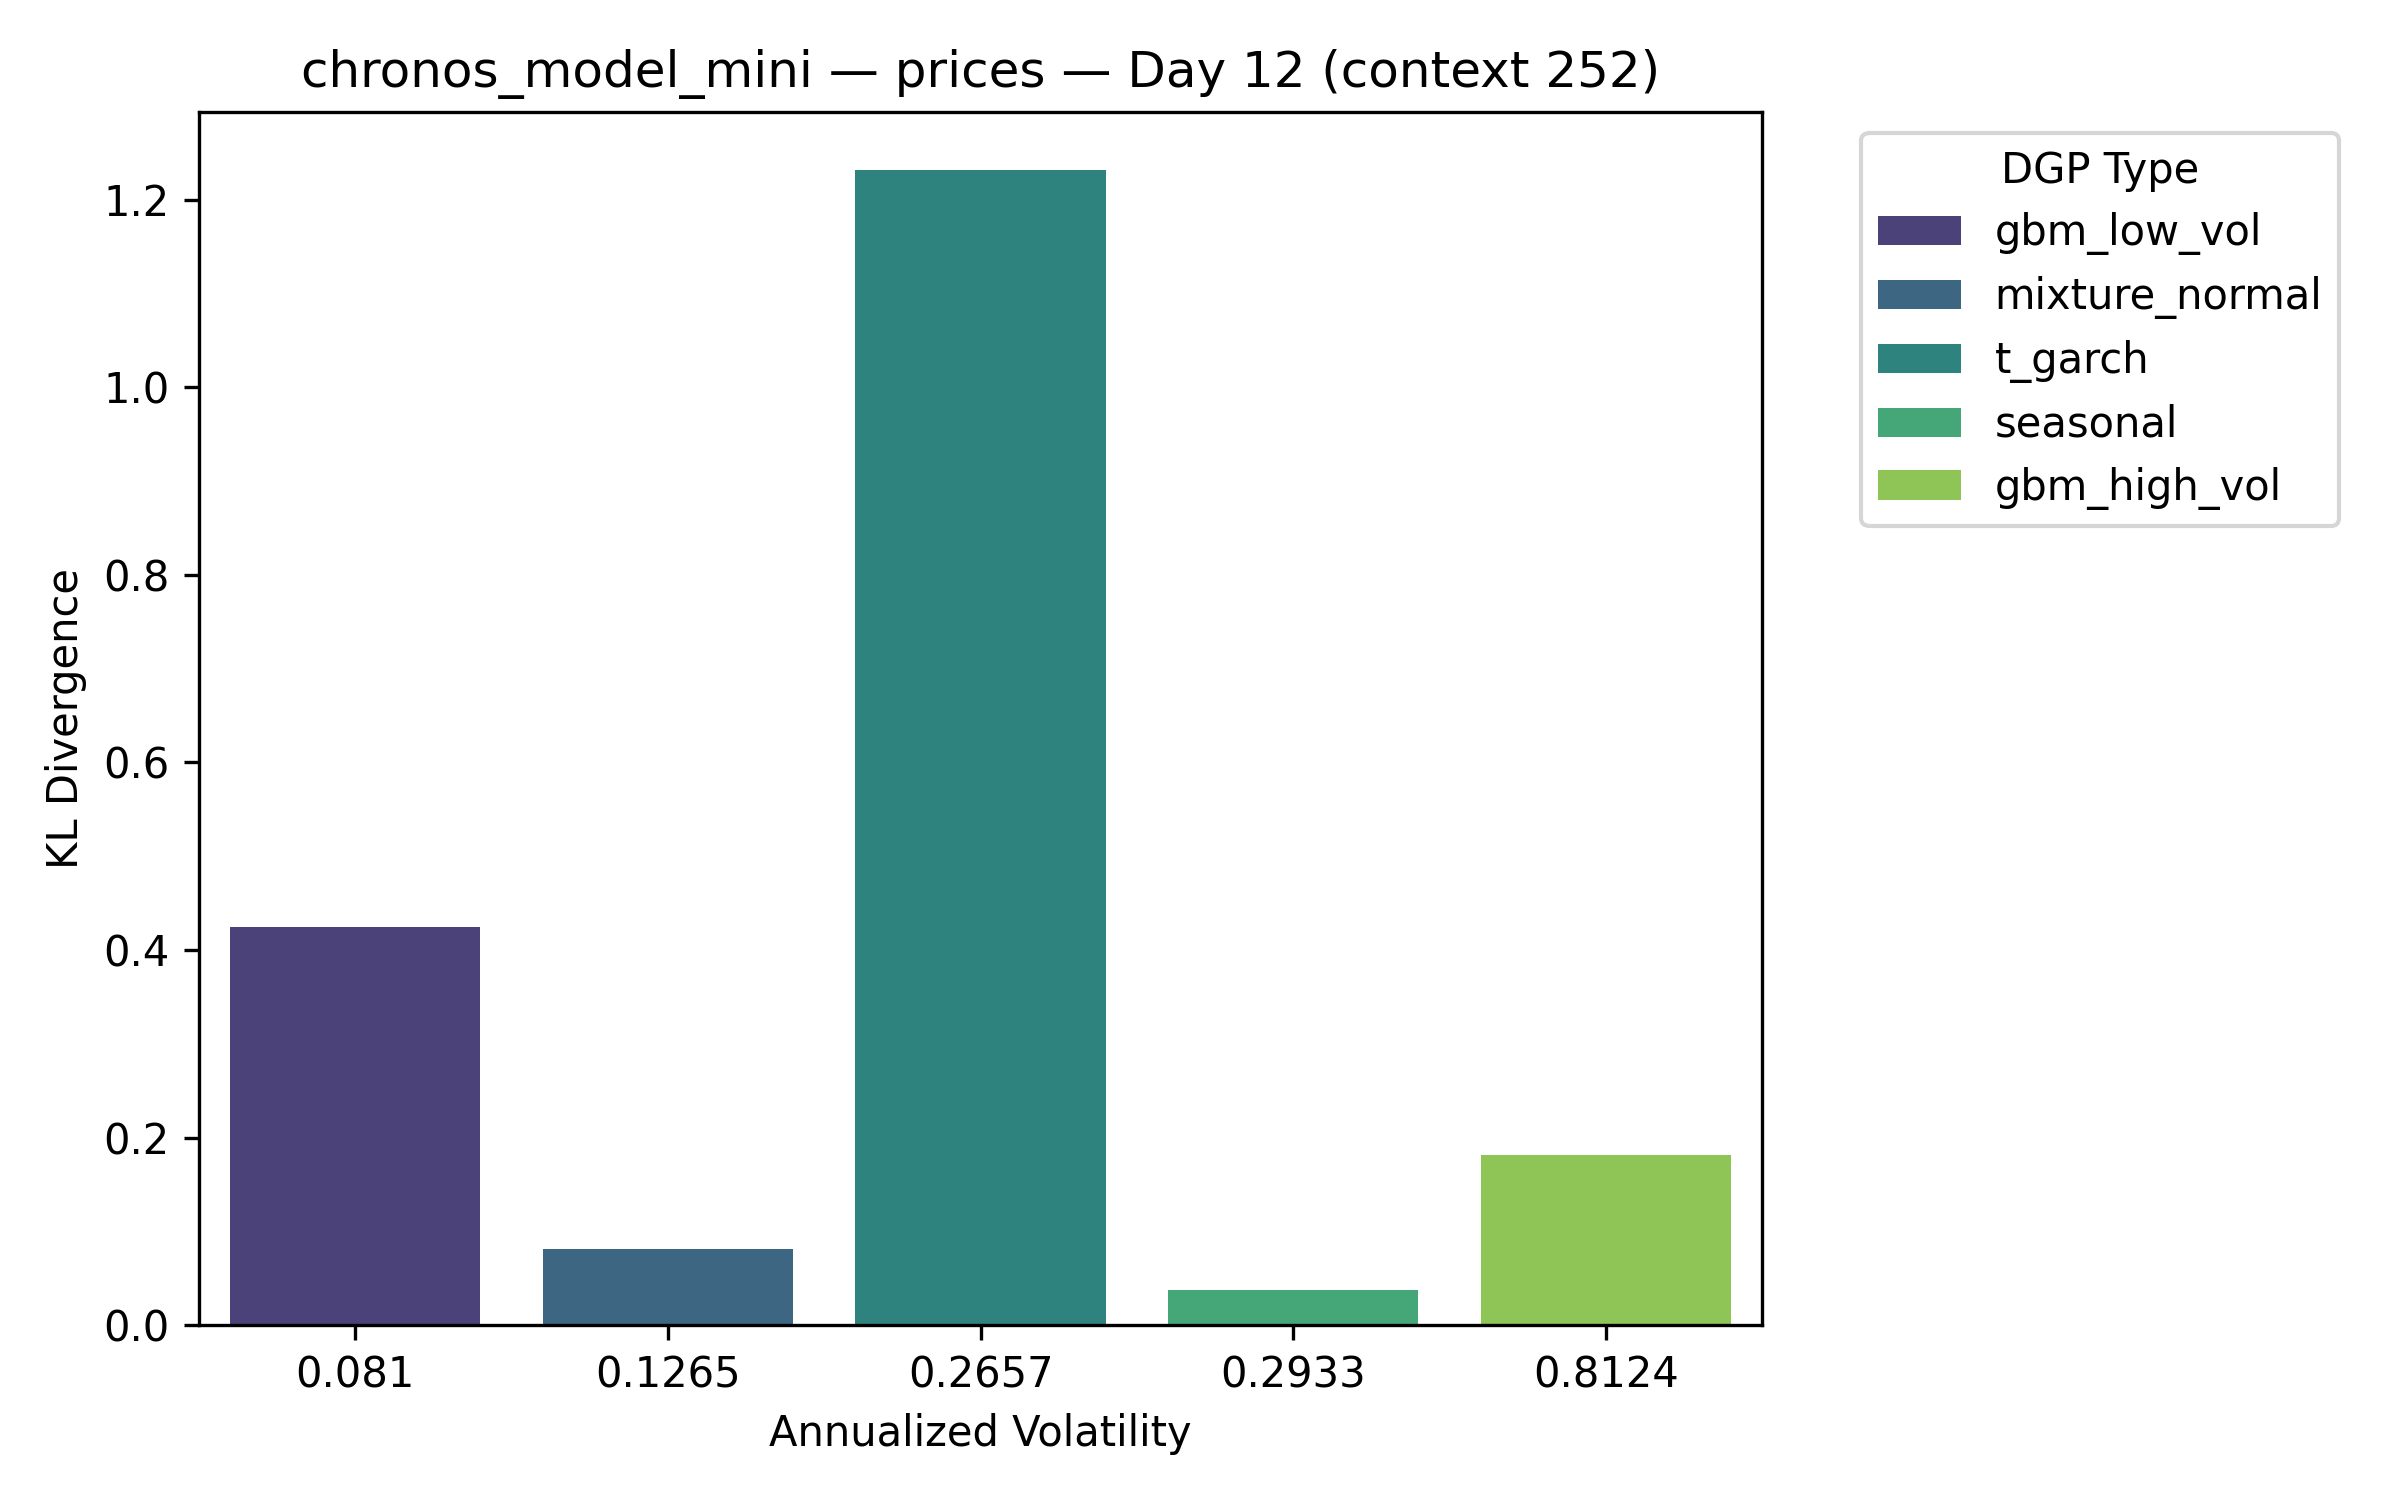 chronos_model_mini — prices — Day 12 (context 252)
KL Divergence
1.2
1.0
0.8
0.6
0.4
0.2
0.0
0.081
0.1265
0.2657
0.2933
0.8124
Annualized Volatility
DGP Type
gbm_low_vol
mixture_normal
t_garch
seasonal
gbm_high_vol